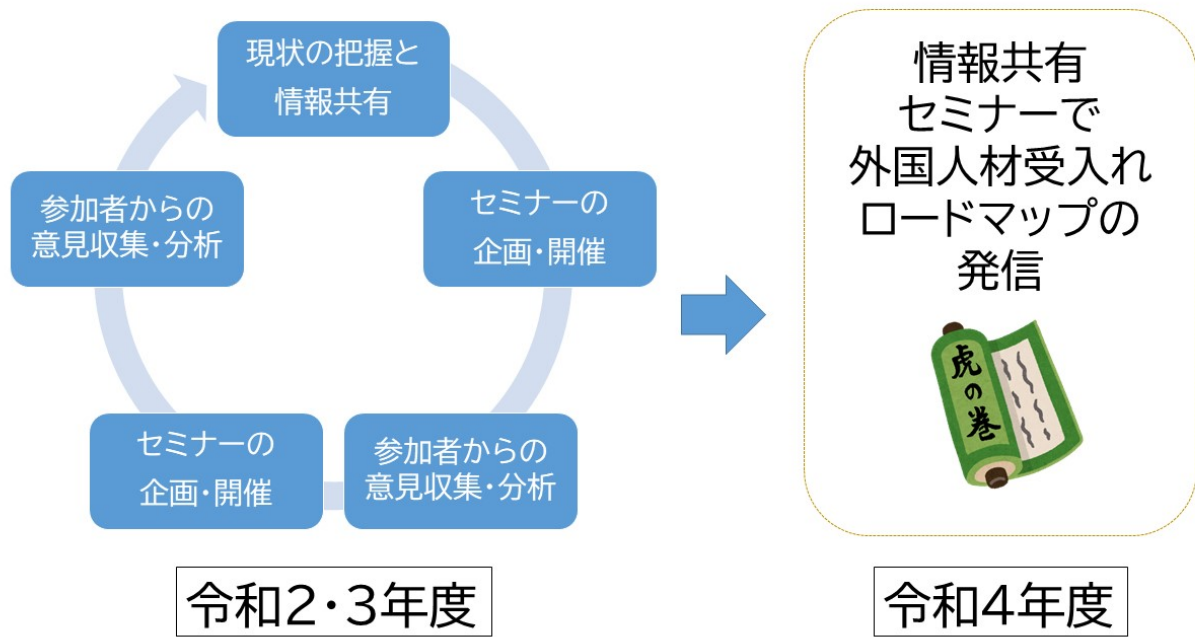 現状の把握と
情報共有
セミナーの
企画・開催
参加者からの
意見収集・分析
セミナーの
企画・開催
参加者からの
意見収集・分析
令和2・3年度
情報共有
セミナーで
外国人材受入れ
ロードマップの
発信
虎の巻
令和4年度